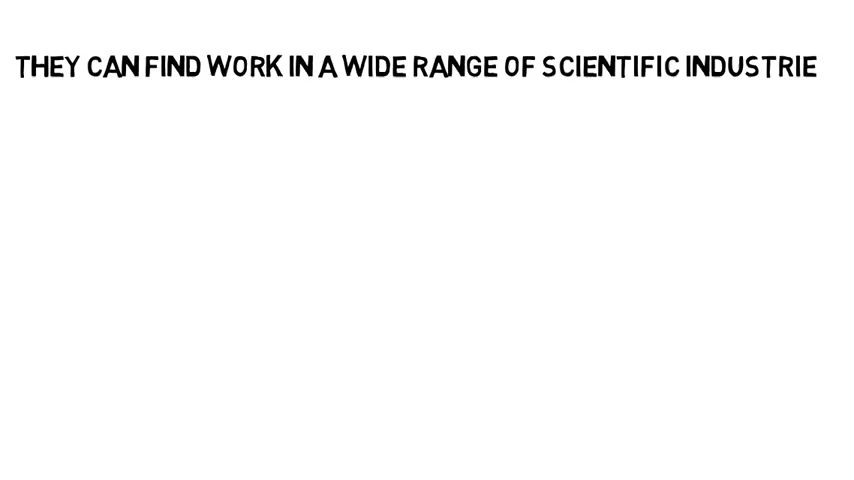 THEY CAN FIND WORK IN A WIDE RANGE OF SCIENTIFIC INDUSTRIE